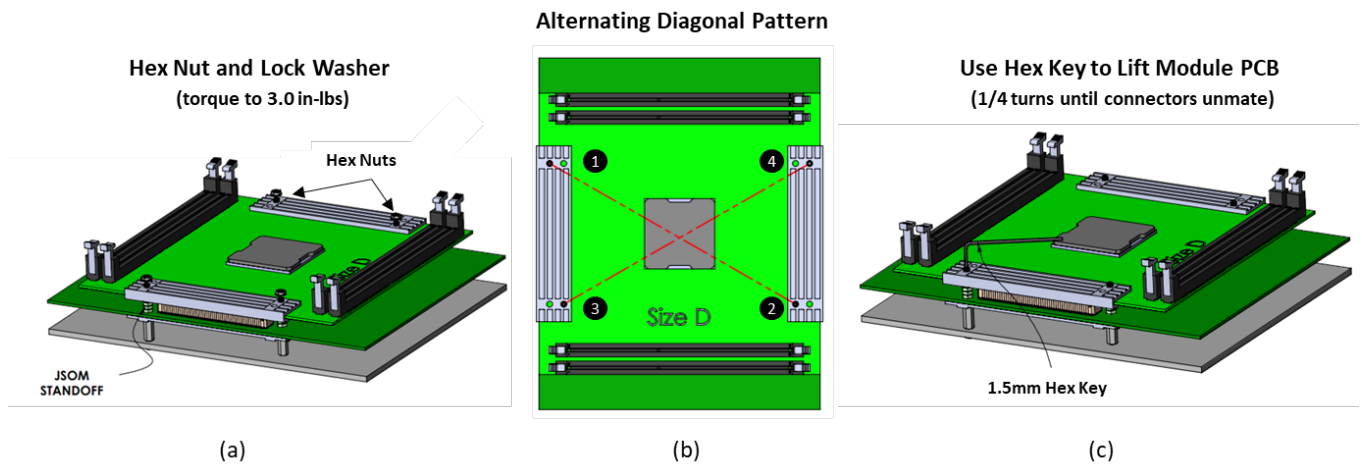 Alternating Diagonal Pattern
Hex Nut and Lock Washer
(torque to 3.0 in-lbs)
Hex Nuts
JSOM
STANDOFF
(a)
1
4
3
2
Size D
(b)
Use Hex Key to Lift Module PCB
(1/4 turns until connectors unmate)
1.5mm Hex Key
(c)